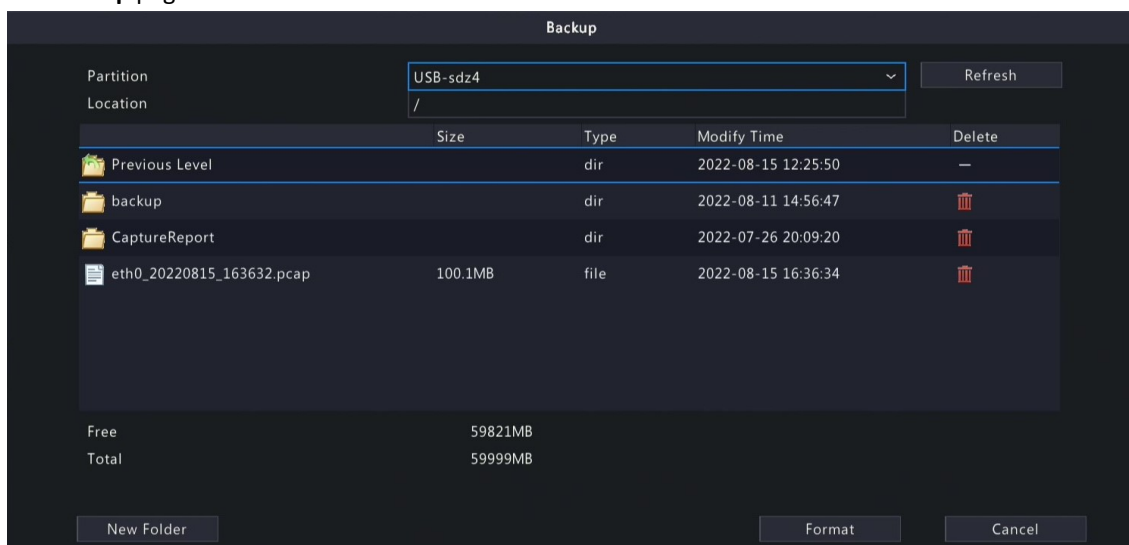 Backup
Partition USB-sdz4 Refresh
Location /
Size Type Modify Time Delete
Previous Level dir 2022-08-15 12:25:50 —
backup dir 2022-08-11 14:56:47
CaptureReport dir 2022-07-26 20:09:20
eth0_20220815_163632.pcap 100.1MB file 2022-08-15 16:36:34
Free 59821MB
Total 59999MB
New Folder Format Cancel